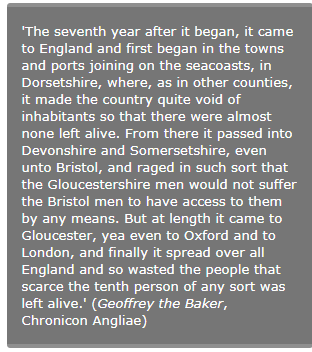 'The seventh year after it began, it came
to England and first began in the towns
and ports joining on the seacoasts, in
Dorsetshire, where, as in other counties,
it made the country quite void of
inhabitants so that there were almost
none left alive. From there it passed into
Devonshire and Somersetshire, even
unto Bristol, and raged in such sort that
the Gloucestershire men would not suffer
the Bristol men to have access to them
by any means. But at length it came to
Gloucester, yea even to Oxford and to
London, and finally it spread over all
England and so wasted the people that
scarce the tenth person of any sort was
left alive.' (Geoffrey the Baker,
Chronicon Angliae)